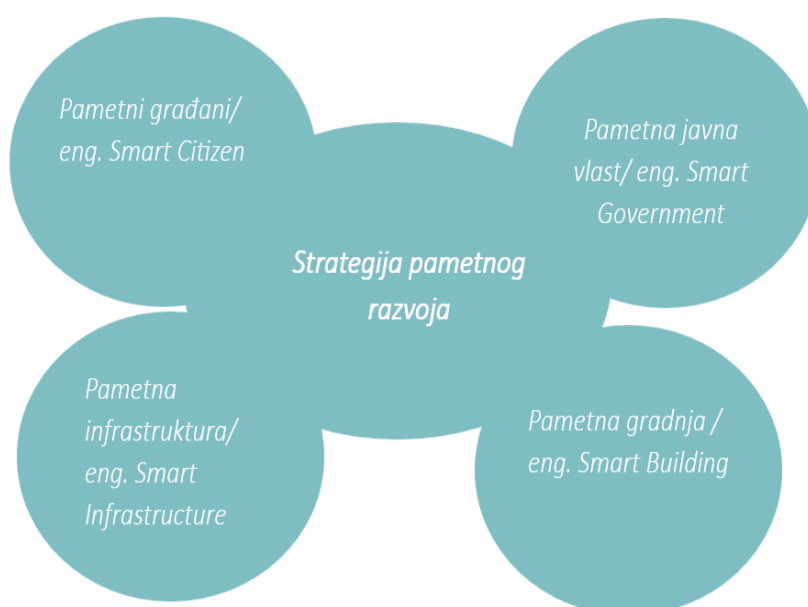 Pametni građani/
eng. Smart Citizen
Pametna javna
vlast/ eng. Smart
Government
Strategija pametnog
razvoja
Pametna
infrastruktura/
eng. Smart
Infrastructure
Pametna gradnja /
eng. Smart Building